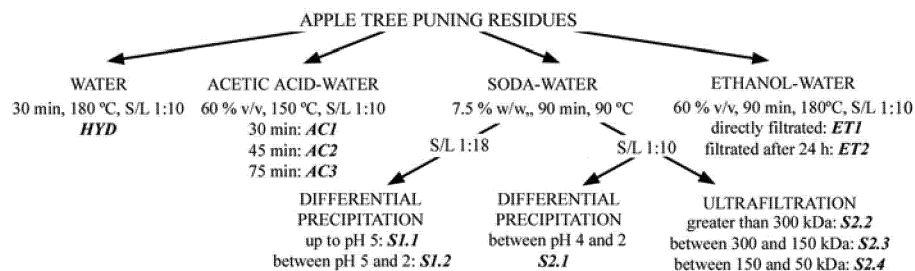 APPLE TREE PUNING RESIDUES
WATER
30 min, 180 ºC, S/L 1:10
HYD
ACETIC ACID-WATER
60 % v/v, 150 ºC, S/L 1:10
30 min: AC1
45 min: AC2
75 min: AC3
SODA-WATER
7.5 % w/w,, 90 min, 90 ºC
ETHANOL-WATER
60 % v/v, 90 min, 180ºC, S/L 1:10
directly filtrated: ET1
filtrated after 24 h: ET2
S/L 1:18
S/L 1:10
DIFFERENTIAL
PRECIPITATION
up to pH 5: S1.1
between pH 5 and 2: S1.2
DIFFERENTIAL
PRECIPITATION
between pH 4 and 2
S2.1
ULTRAFILTRATION
greater than 300 kDa: S2.2
between 300 and 150 kDa: S2.3
between 150 and 50 kDa: S2.4